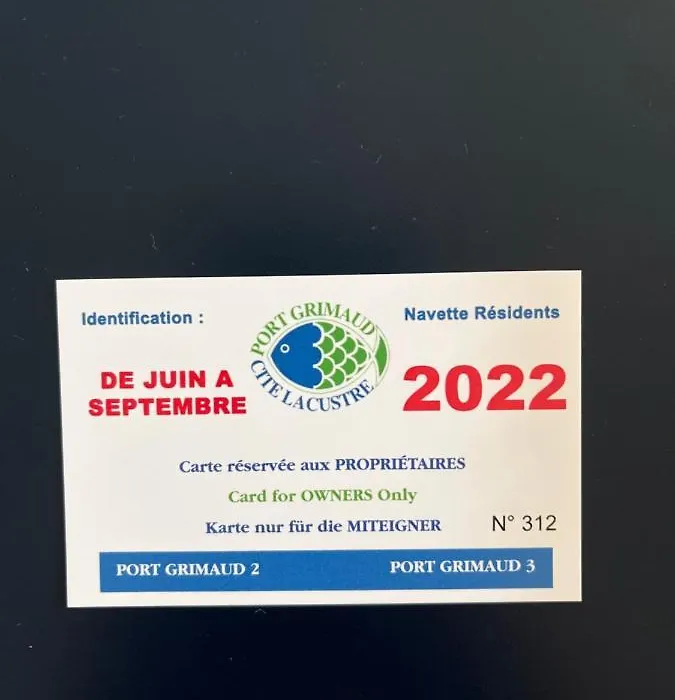 Identification :
PORT GRIMAUD
CITE LACUSTRE
Navette Résidents
DE JUIN A
SEPTEMBRE
2022
Carte réservée aux PROPRIÉTAIRES
Card for OWNERS Only
Karte nur für die MITEIGNER
N° 312
PORT GRIMAUD 2
PORT GRIMAUD 3